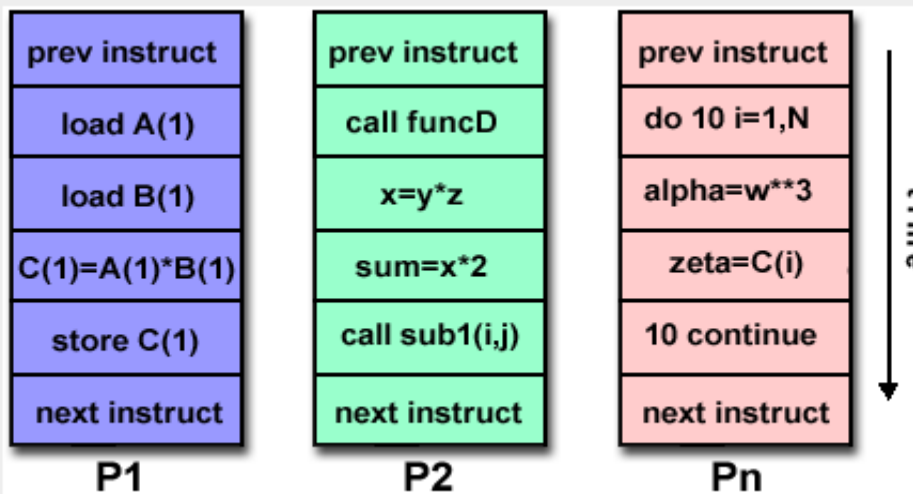 prev instruct
load A(1)
load B(1)
C(1)=A(1)*B(1)
store C(1)
next instruct
P1
prev instruct
call funcD
x=y*z
sum=x*2
call sub1(i,j)
next instruct
P2
prev instruct
do 10 i=1,N
alpha=w**3
zeta=C(i)
10 continue
next instruct
Pn